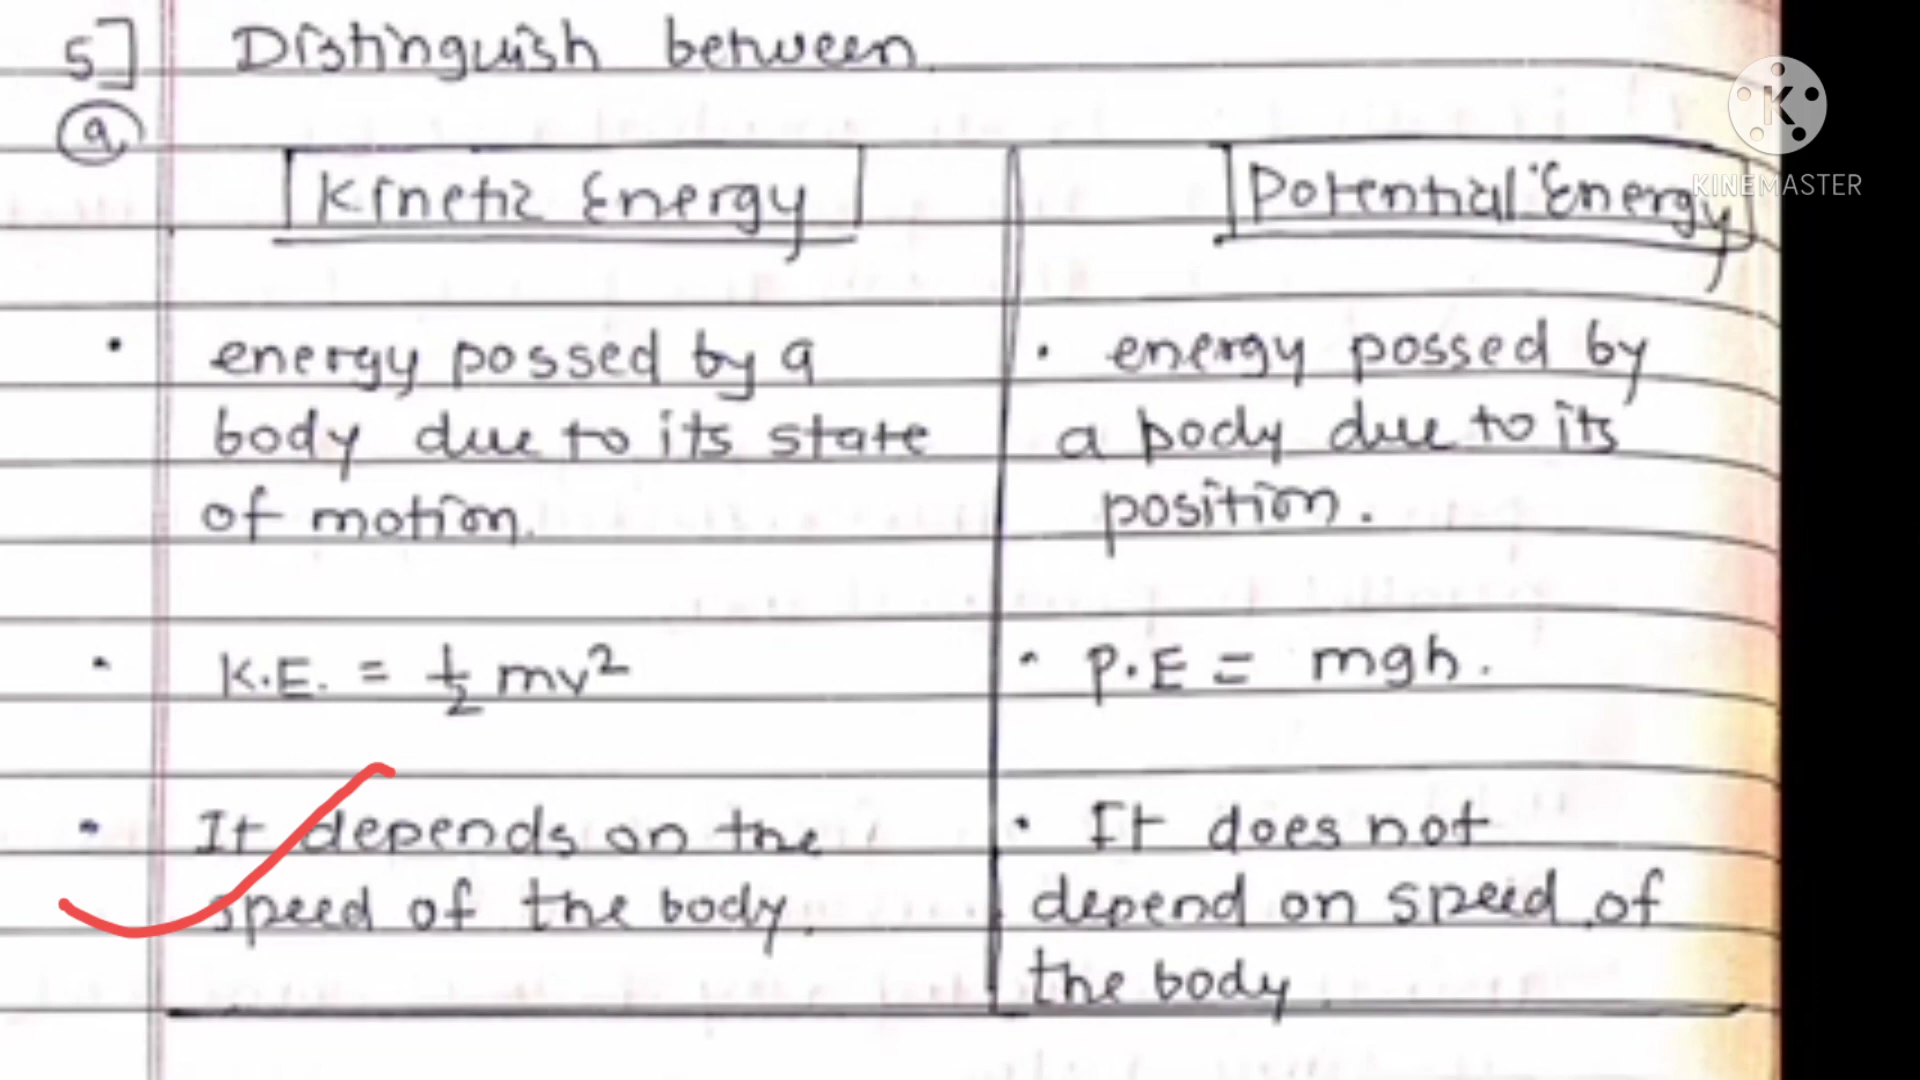 5] Distinguish between
a
Kinetic Energy
energy possed by a
body due to its state
of motion.
K.E. = 1/2 mv²
It depends on the
speed of the body.
Potential Energy
energy possed by
a body due to its
position.
P.E = mgh.
It does not
depend on speed of
the body
K
KINEMASTER